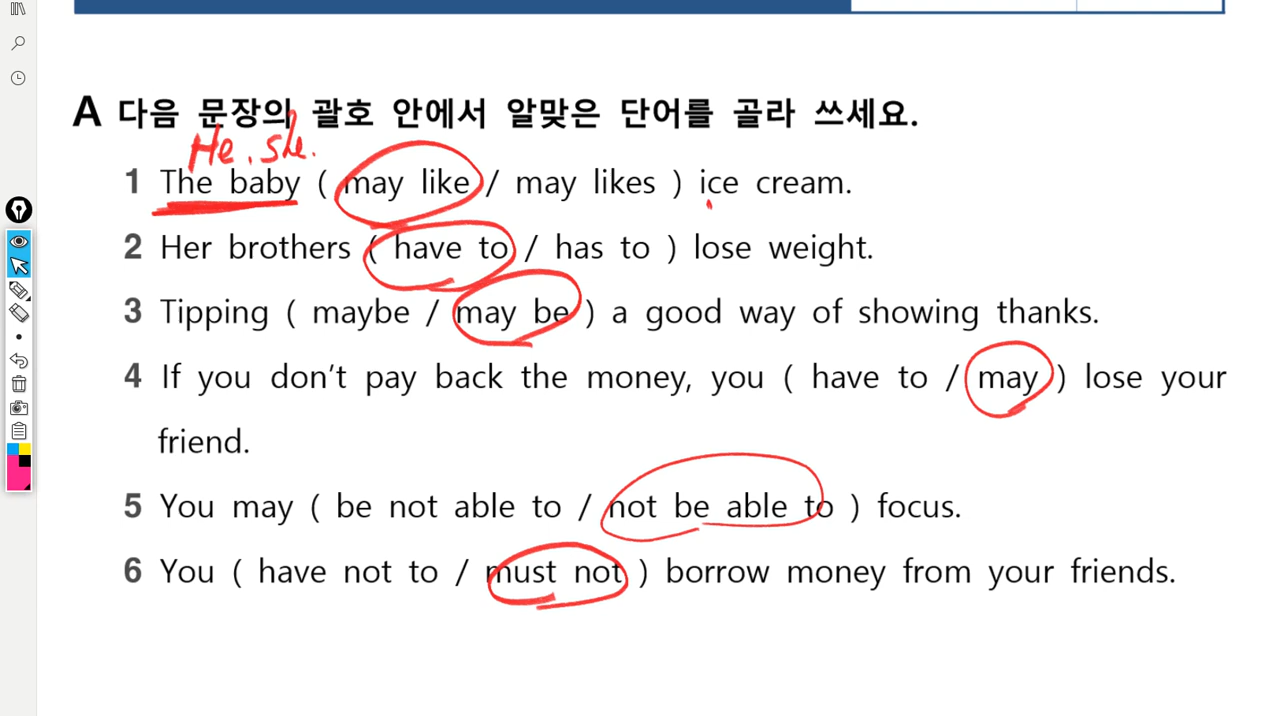 A 다음 문장의 괄호 안에서 알맞은 단어를 골라 쓰세요.
He. she.
1 The baby ( may like / may likes ) ice cream.
2 Her brothers ( have to / has to ) lose weight.
3 Tipping ( maybe / may be ) a good way of showing thanks.
4 If you don't pay back the money, you ( have to / may ) lose your
friend.
5 You may ( be not able to / not be able to ) focus.
6 You ( have not to / must not ) borrow money from your friends.